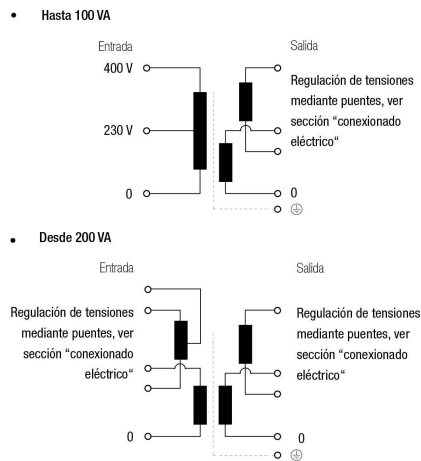 • Hasta 100 VA
Entrada
Salida
400 V
Regulación de tensiones
mediante puentes, ver
sección “conexionado
eléctrico“
230 V
0
0
• Desde 200 VA
Entrada
Salida
Regulación de tensiones
mediante puentes, ver
sección “conexionado
eléctrico“
Regulación de tensiones
mediante puentes, ver
sección “conexionado
eléctrico“
0
0